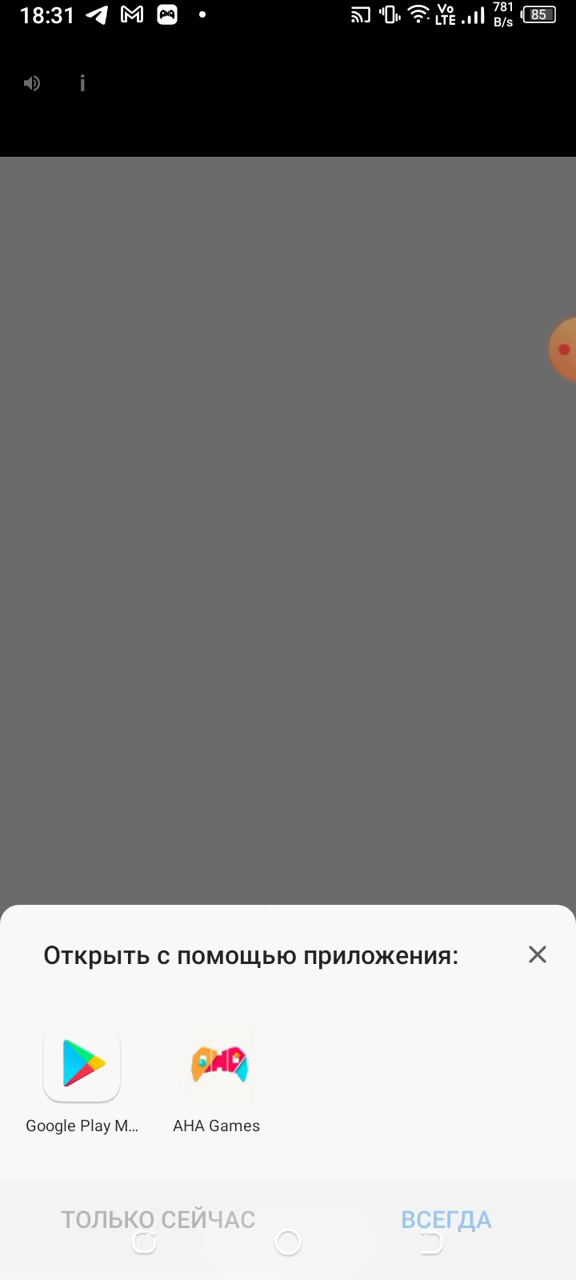 18:31 Vo LTE 781 B/s 85
i
Открыть с помощью приложения:
Google Play М...
AHA Games
ТОЛЬКО СЕЙЧАС ВСЕГДА